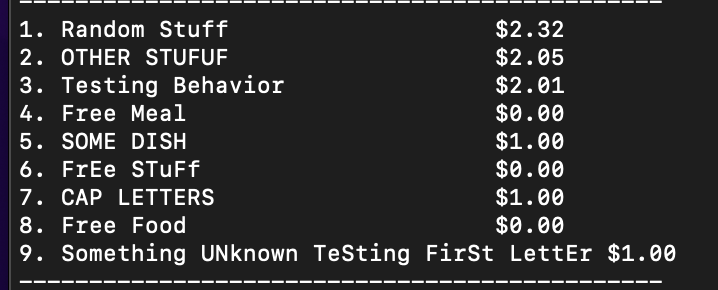 1. Random Stuff $2.32
2. OTHER STUFUF $2.05
3. Testing Behavior $2.01
4. Free Meal $0.00
5. SOME DISH $1.00
6. FrEe STuFf $0.00
7. CAP LETTERS $1.00
8. Free Food $0.00
9. Something UNknown TeSting FirSt LettEr $1.00